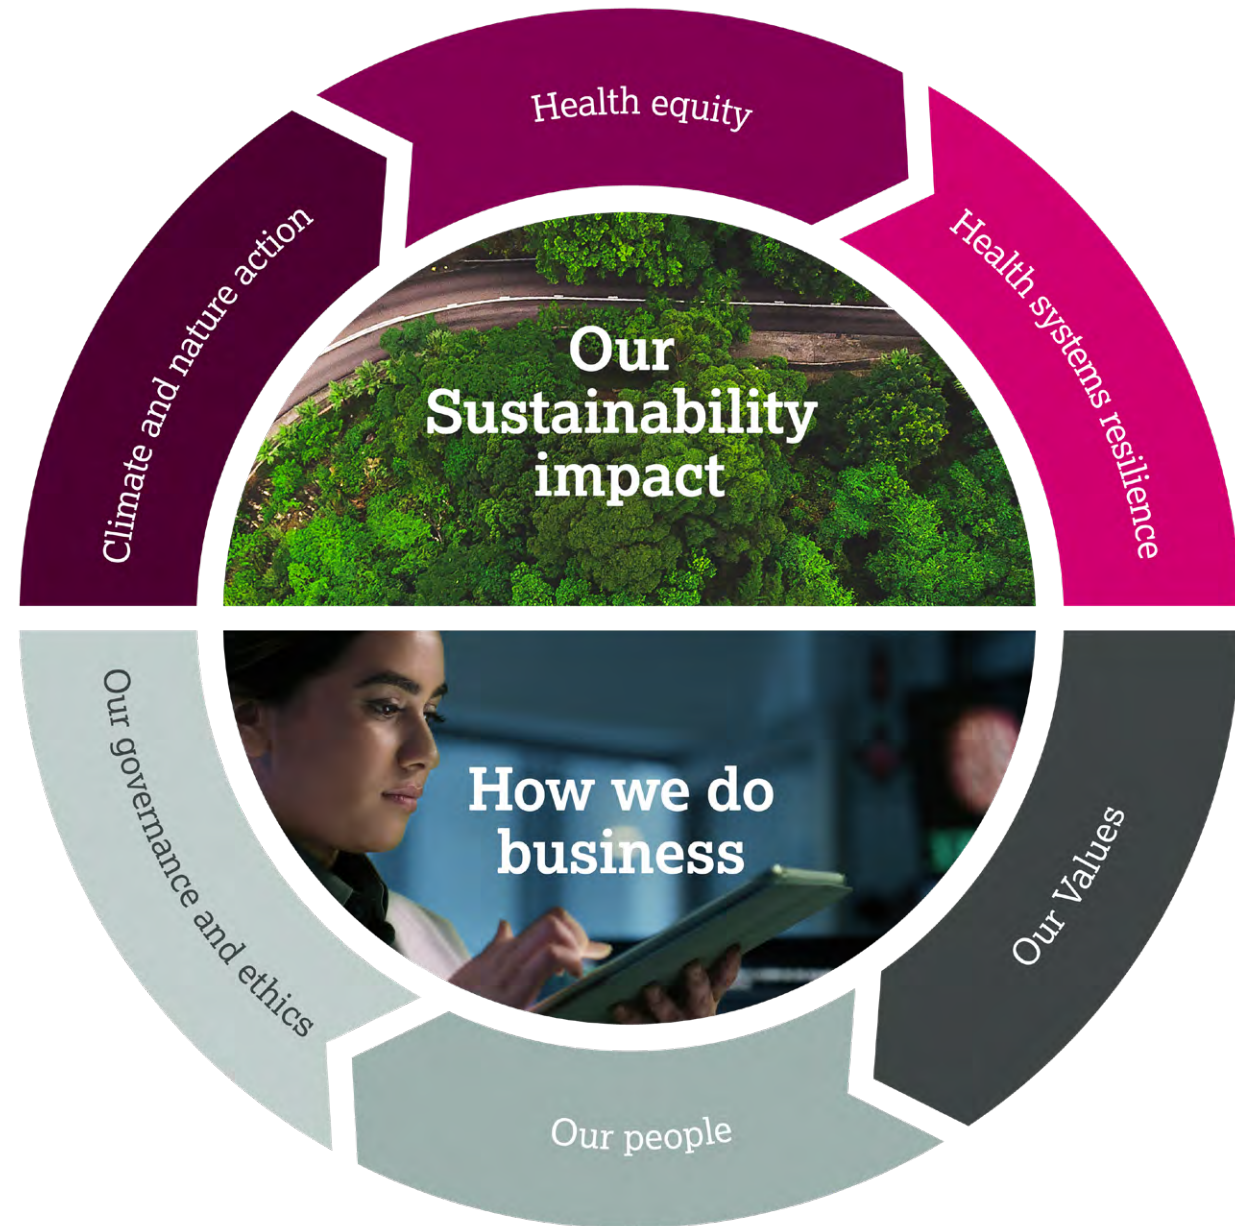 Health equity
Climate and nature action
Health systems resilience
Our
Sustainability
impact
How we do
business
Our governance and ethics
Our Values
Our people